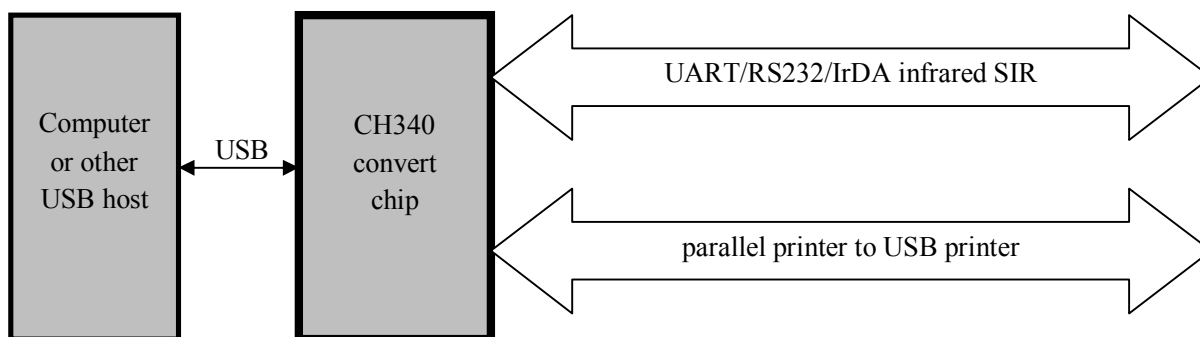 Computer
or other
USB host
USB
CH340
convert
chip
UART/RS232/IrDA infrared SIR
parallel printer to USB printer